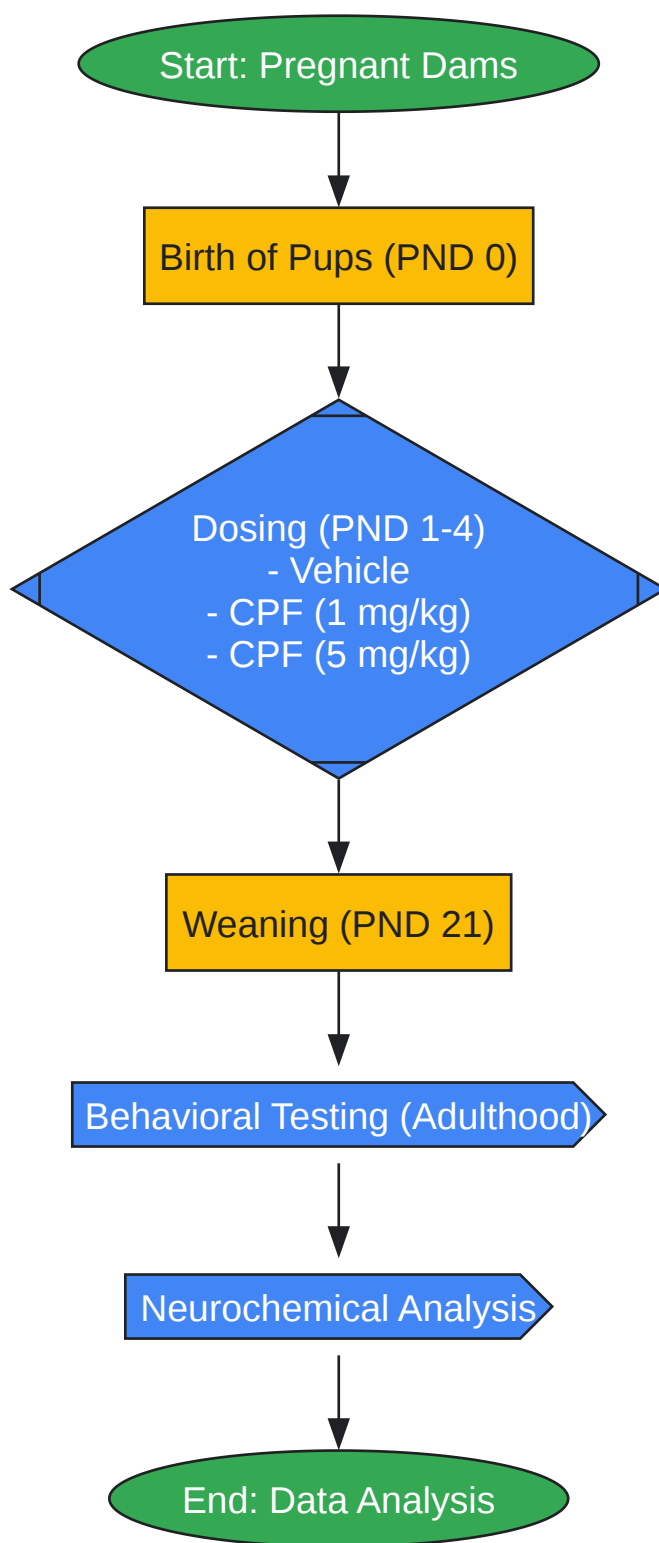 Start: Pregnant Dams
Birth of Pups (PND 0)
Dosing (PND 1-4)
- Vehicle
- CPF (1 mg/kg)
- CPF (5 mg/kg)
Weaning (PND 21)
Behavioral Testing (Adulthood)
Neurochemical Analysis
End: Data Analysis